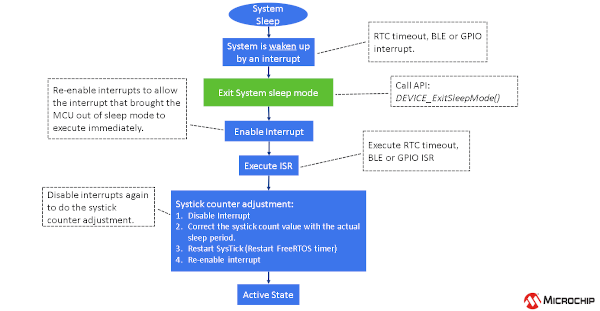 System
Sleep
System is waken up
by an interrupt
RTC timeout, BLE or GPIO
interrupt.
Exit System sleep mode
Call API:
DEVICE_ExitSleepMode()
Re-enable interrupts to allow
the interrupt that brought the
MCU out of sleep mode to
execute immediately.
Enable Interrupt
Execute ISR
Execute RTC timeout,
BLE or GPIO ISR
Disable interrupts again
to do the systick
counter adjustment.
Systick counter adjustment:
1. Disable Interrupt
2. Correct the systick count value with the actual
sleep period.
3. Restart SysTick (Restart FreeRTOS timer)
4. Re-enable interrupt
Active State
MICROCHIP